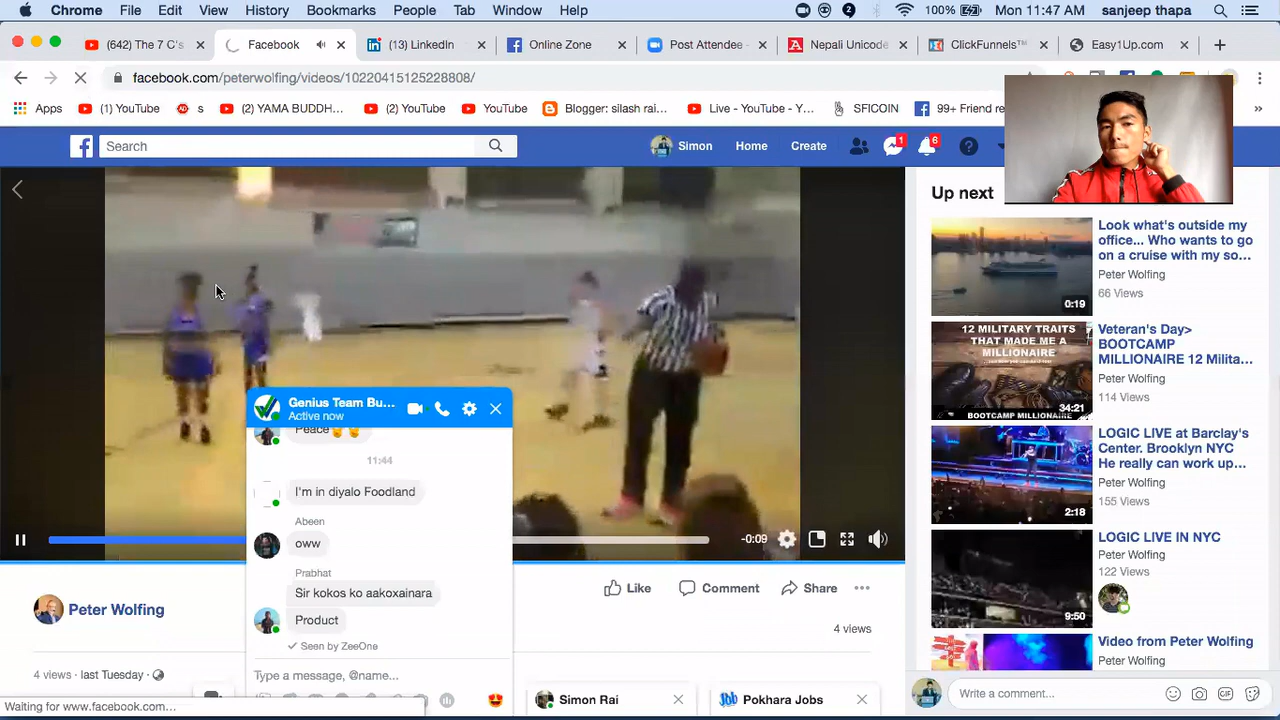 Chrome File Edit View History Bookmarks People Tab Window Help 2 100% Mon 11:47 AM sanjeep thapa
(642) The 7 C's Facebook (13) LinkedIn Online Zone Post Attendee - Nepali Unicode ClickFunnels™ Easy1Up.com
facebook.com/peterwolfing/videos/10220415125228808/
Apps (1) YouTube s (2) YAMA BUDDH... (2) YouTube YouTube Blogger: silash rai... Live - YouTube - Y... SFICOIN 99+ Friend re »
Search Simon Home Create 1 6
Up next
Look what's outside my
office... Who wants to go
on a cruise with my so...
Peter Wolfing
66 Views
0:19
12 MILITARY TRAITS
THAT MADE ME A
MILLIONAIRE
BOOTCAMP MILLIONAIRE
34:21
Veteran's Day>
BOOTCAMP
MILLIONAIRE 12 Milita...
Peter Wolfing
114 Views
LOGIC LIVE at Barclay's
Center. Brooklyn NYC
He really can work up...
Peter Wolfing
155 Views
2:18
LOGIC LIVE IN NYC
Peter Wolfing
122 Views
9:50
Video from Peter Wolfing
Peter Wolfing
Write a comment...
GIF
-0:09
Genius Team Bu...
Active now
Peace
11:44
I'm in diyalo Foodland
Abeen
oww
Prabhat
Sir kokos ko aakoxainara
Product
Seen by ZeeOne
Type a message, @name...
Like Comment Share
Peter Wolfing
4 views
4 views · last Tuesday ·
Simon Rai
Job Pokhara Jobs
Waiting for www.facebook.com...